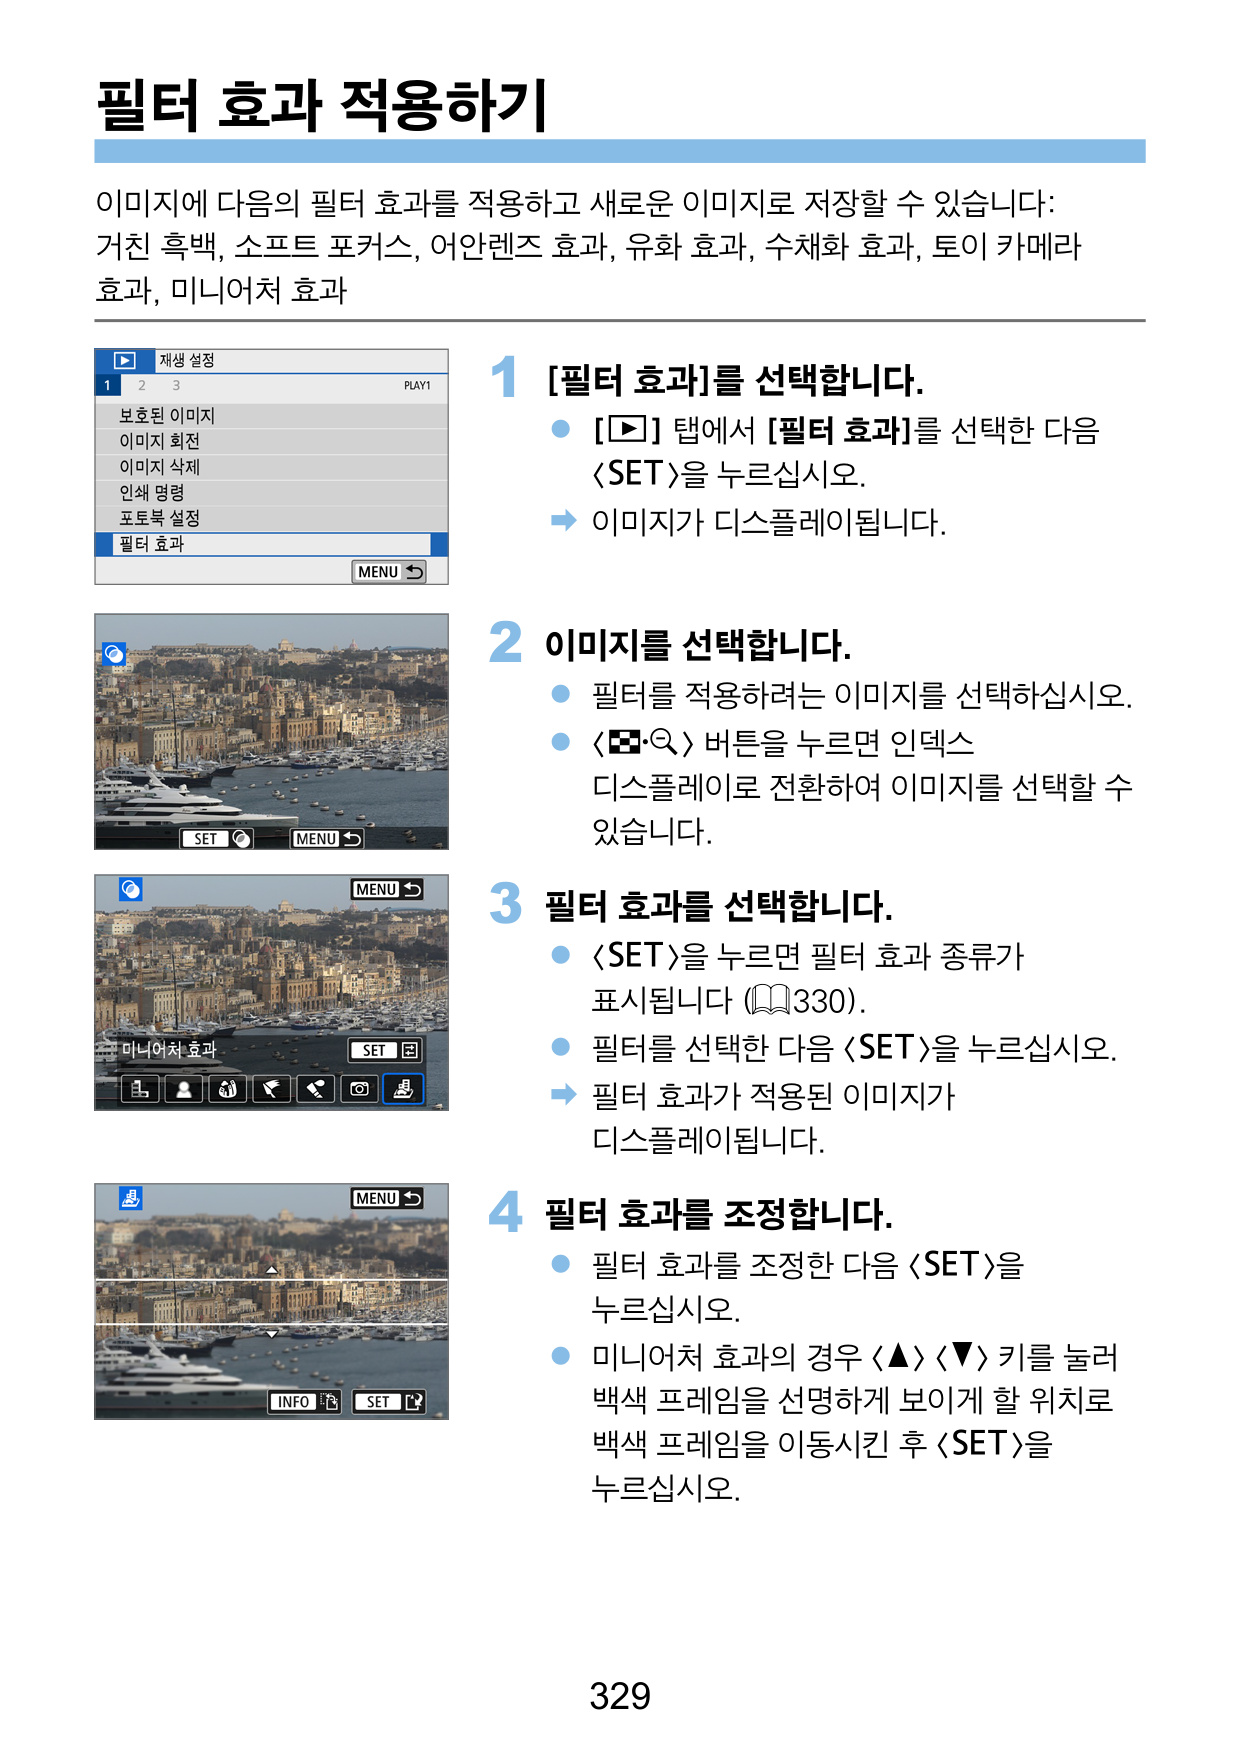 필터 효과 적용하기
이미지에 다음의 필터 효과를 적용하고 새로운 이미지로 저장할 수 있습니다:
거친 흑백, 소프트 포커스, 어안렌즈 효과, 유화 효과, 수채화 효과, 토이 카메라
효과, 미니어처 효과
재생 설정
1 2 3 PLAY1
보호된 이미지
이미지 회전
이미지 삭제
인쇄 명령
포토북 설정
필터 효과
MENU
1 [필터 효과]를 선택합니다.
● [▶] 탭에서 [필터 효과]를 선택한 다음
〈SET〉을 누르십시오.
➡ 이미지가 디스플레이됩니다.
SET MENU
2 이미지를 선택합니다.
● 필터를 적용하려는 이미지를 선택하십시오.
● 〈〉 버튼을 누르면 인덱스
디스플레이로 전환하여 이미지를 선택할 수
있습니다.
MENU
미니어처 효과 SET
3 필터 효과를 선택합니다.
● 〈SET〉을 누르면 필터 효과 종류가
표시됩니다 (330).
● 필터를 선택한 다음 〈SET〉을 누르십시오.
➡ 필터 효과가 적용된 이미지가
디스플레이됩니다.
MENU
INFO SET
4 필터 효과를 조정합니다.
● 필터 효과를 조정한 다음 〈SET〉을
누르십시오.
● 미니어처 효과의 경우 〈▲〉〈▼〉 키를 눌러
백색 프레임을 선명하게 보이게 할 위치로
백색 프레임을 이동시킨 후 〈SET〉을
누르십시오.
329